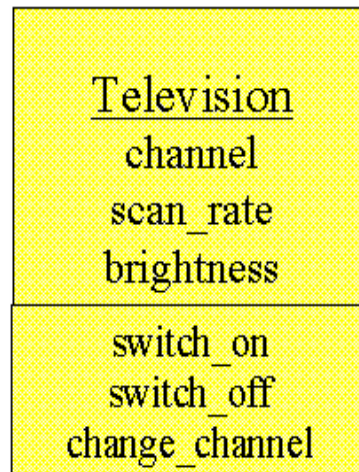 Television
channel
scan_rate
brightness
switch_on
switch_off
change_channel